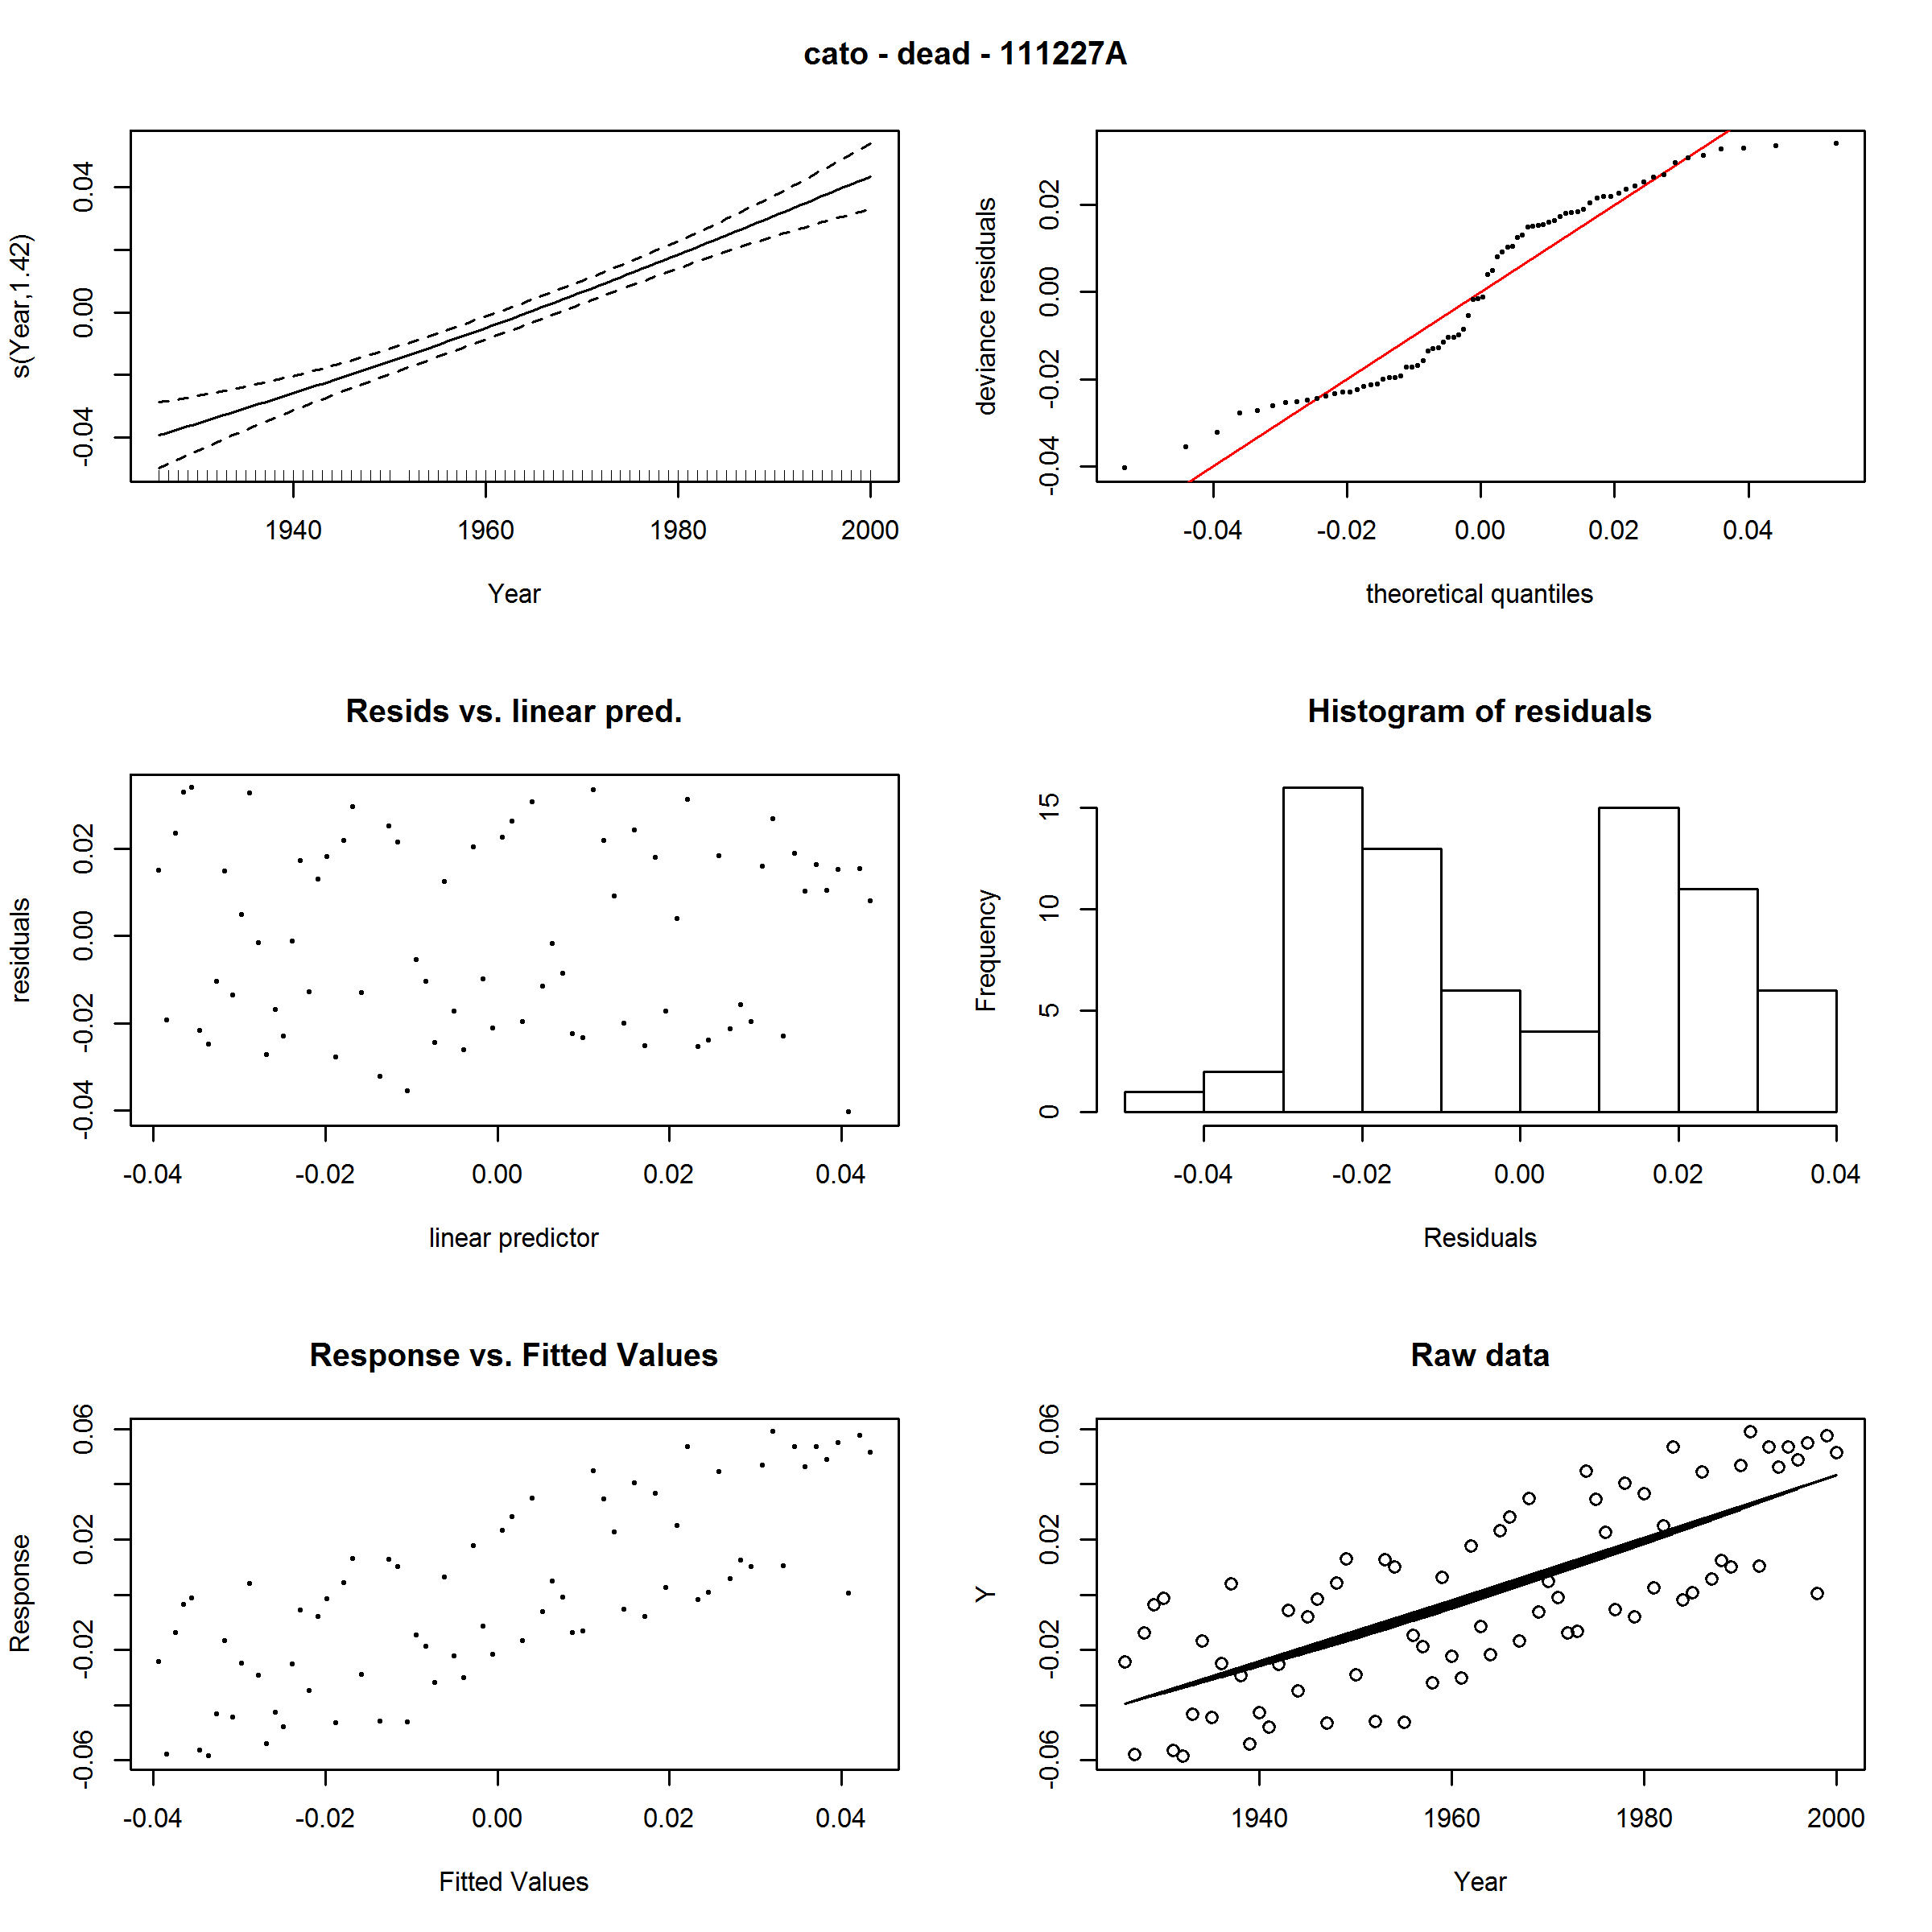 cato - dead - 111227A
s(Year,1.42)
-0.04 0.00 0.04
1940 1960 1980 2000
Year
deviance residuals
-0.04 -0.02 0.00 0.02
-0.04 -0.02 0.00 0.02 0.04
theoretical quantiles
Resids vs. linear pred.
residuals
-0.04 -0.02 0.00 0.02
-0.04 -0.02 0.00 0.02 0.04
linear predictor
Histogram of residuals
Frequency
0 5 10 15
-0.04 -0.02 0.00 0.02 0.04
Residuals
Response vs. Fitted Values
Response
-0.06 -0.02 0.02 0.06
-0.04 -0.02 0.00 0.02 0.04
Fitted Values
Raw data
Y
-0.06 -0.02 0.02 0.06
1940 1960 1980 2000
Year